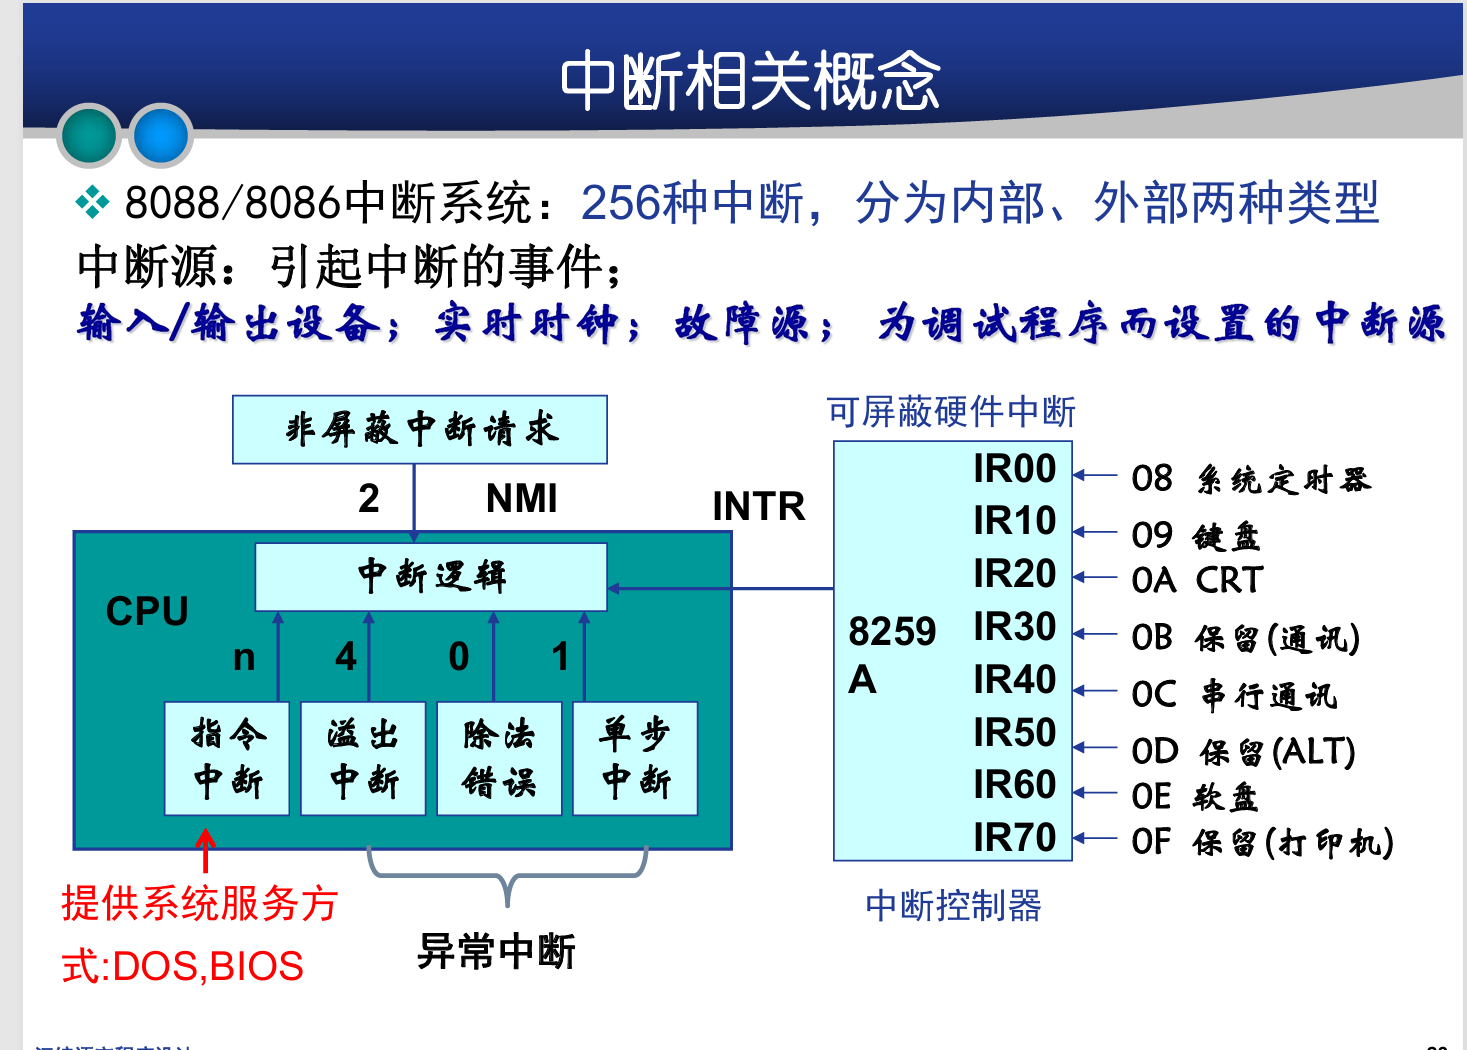 中断相关概念
8088/8086中断系统：256种中断，分为内部、外部两种类型
中断源：引起中断的事件；
输入/输出设备；实时时钟；故障源；为调试程序而设置的中断源
非屏蔽中断请求
2 NMI
INTR
中断逻辑
CPU
n 4 0 1
指令
中断
溢出
中断
除法
错误
单步
中断
提供系统服务方
式:DOS,BIOS
异常中断
可屏蔽硬件中断
8259
A
IR00 08 系统定时器
IR10 09 键盘
IR20 0A CRT
IR30 0B 保留(通讯)
IR40 0C 串行通讯
IR50 0D 保留(ALT)
IR60 0E 软盘
IR70 0F 保留(打印机)
中断控制器